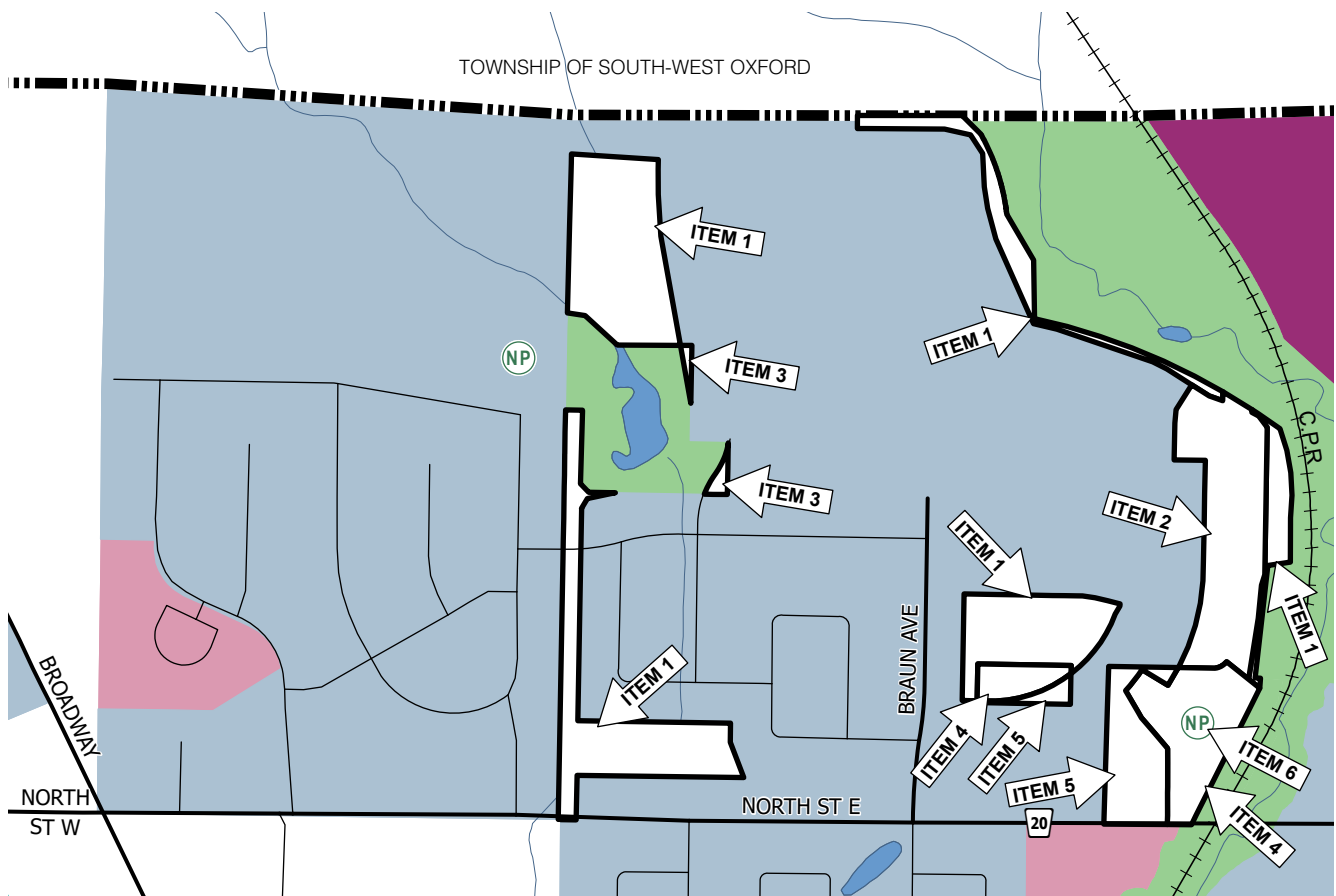 TOWNSHIP OF SOUTH-WEST OXFORD
ITEM 1
ITEM 1
NP
ITEM 3
C.P.R
ITEM 3
ITEM 2
ITEM 1
ITEM 1
ITEM 1
BRAUN AVE
BROADWAY
NP
ITEM 4
ITEM 5
ITEM 6
ITEM 5
NORTH
ST W
NORTH ST E
20
ITEM 4